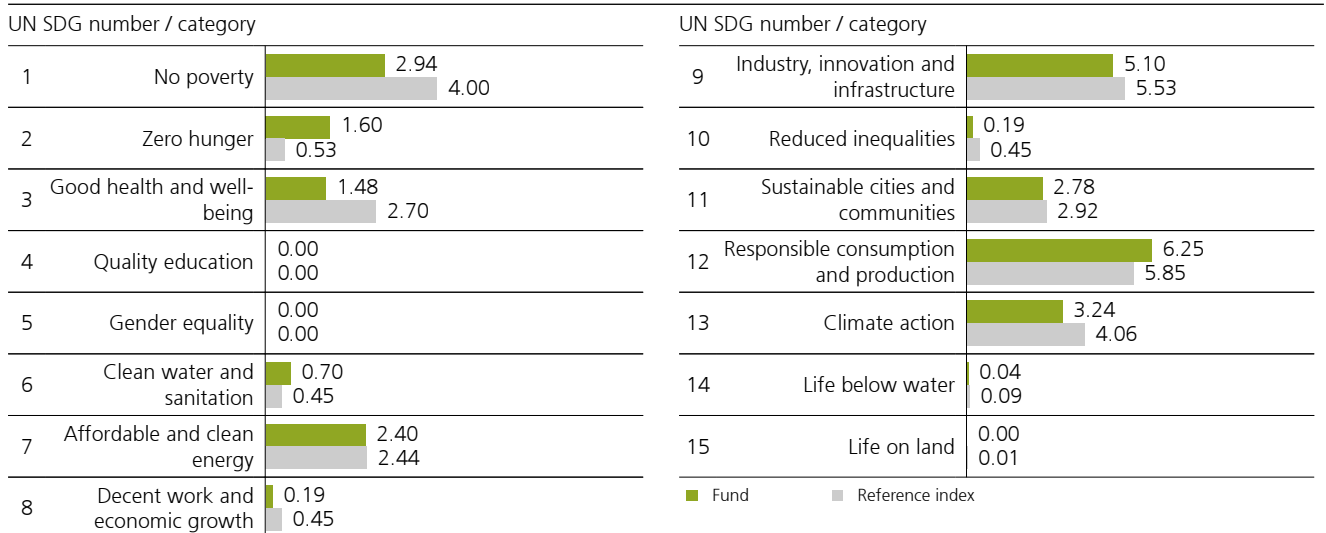 UN SDG number / category
1
No poverty
2.94
4.00
2
Zero hunger
1.60
0.53
3
Good health and well-
being
1.48
2.70
4
Quality education
0.00
0.00
5
Gender equality
0.00
0.00
6
Clean water and
sanitation
0.70
0.45
7
Affordable and clean
energy
2.40
2.44
8
Decent work and
economic growth
0.19
0.45
UN SDG number / category
9
Industry, innovation and
infrastructure
5.10
5.53
10
Reduced inequalities
0.19
0.45
11
Sustainable cities and
communities
2.78
2.92
12
Responsible consumption
and production
6.25
5.85
13
Climate action
3.24
4.06
14
Life below water
0.04
0.09
15
Life on land
0.00
0.01
Fund
Reference index